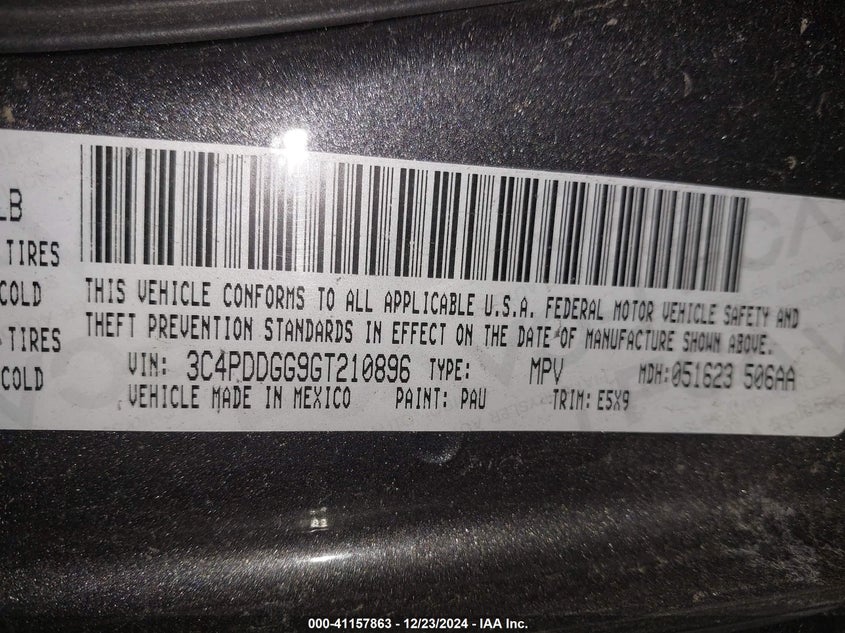 LB
TIRES
COLD
-TIRES
COLD
THIS VEHICLE CONFORMS TO ALL APPLICABLE U.S.A. FEDERAL MOTOR VEHICLE SAFETY AND
THEFT PREVENTION STANDARDS IN EFFECT ON THE DATE OF MANUFACTURE SHOWN ABOVE.
VIN: 3C4PDDGG9GT210896 TYPE: MPV MDH:051623 506AA
VEHICLE MADE IN MEXICO PAINT: PAU TRIM: E5X9
000-41157863 - 12/23/2024 - IAA Inc.